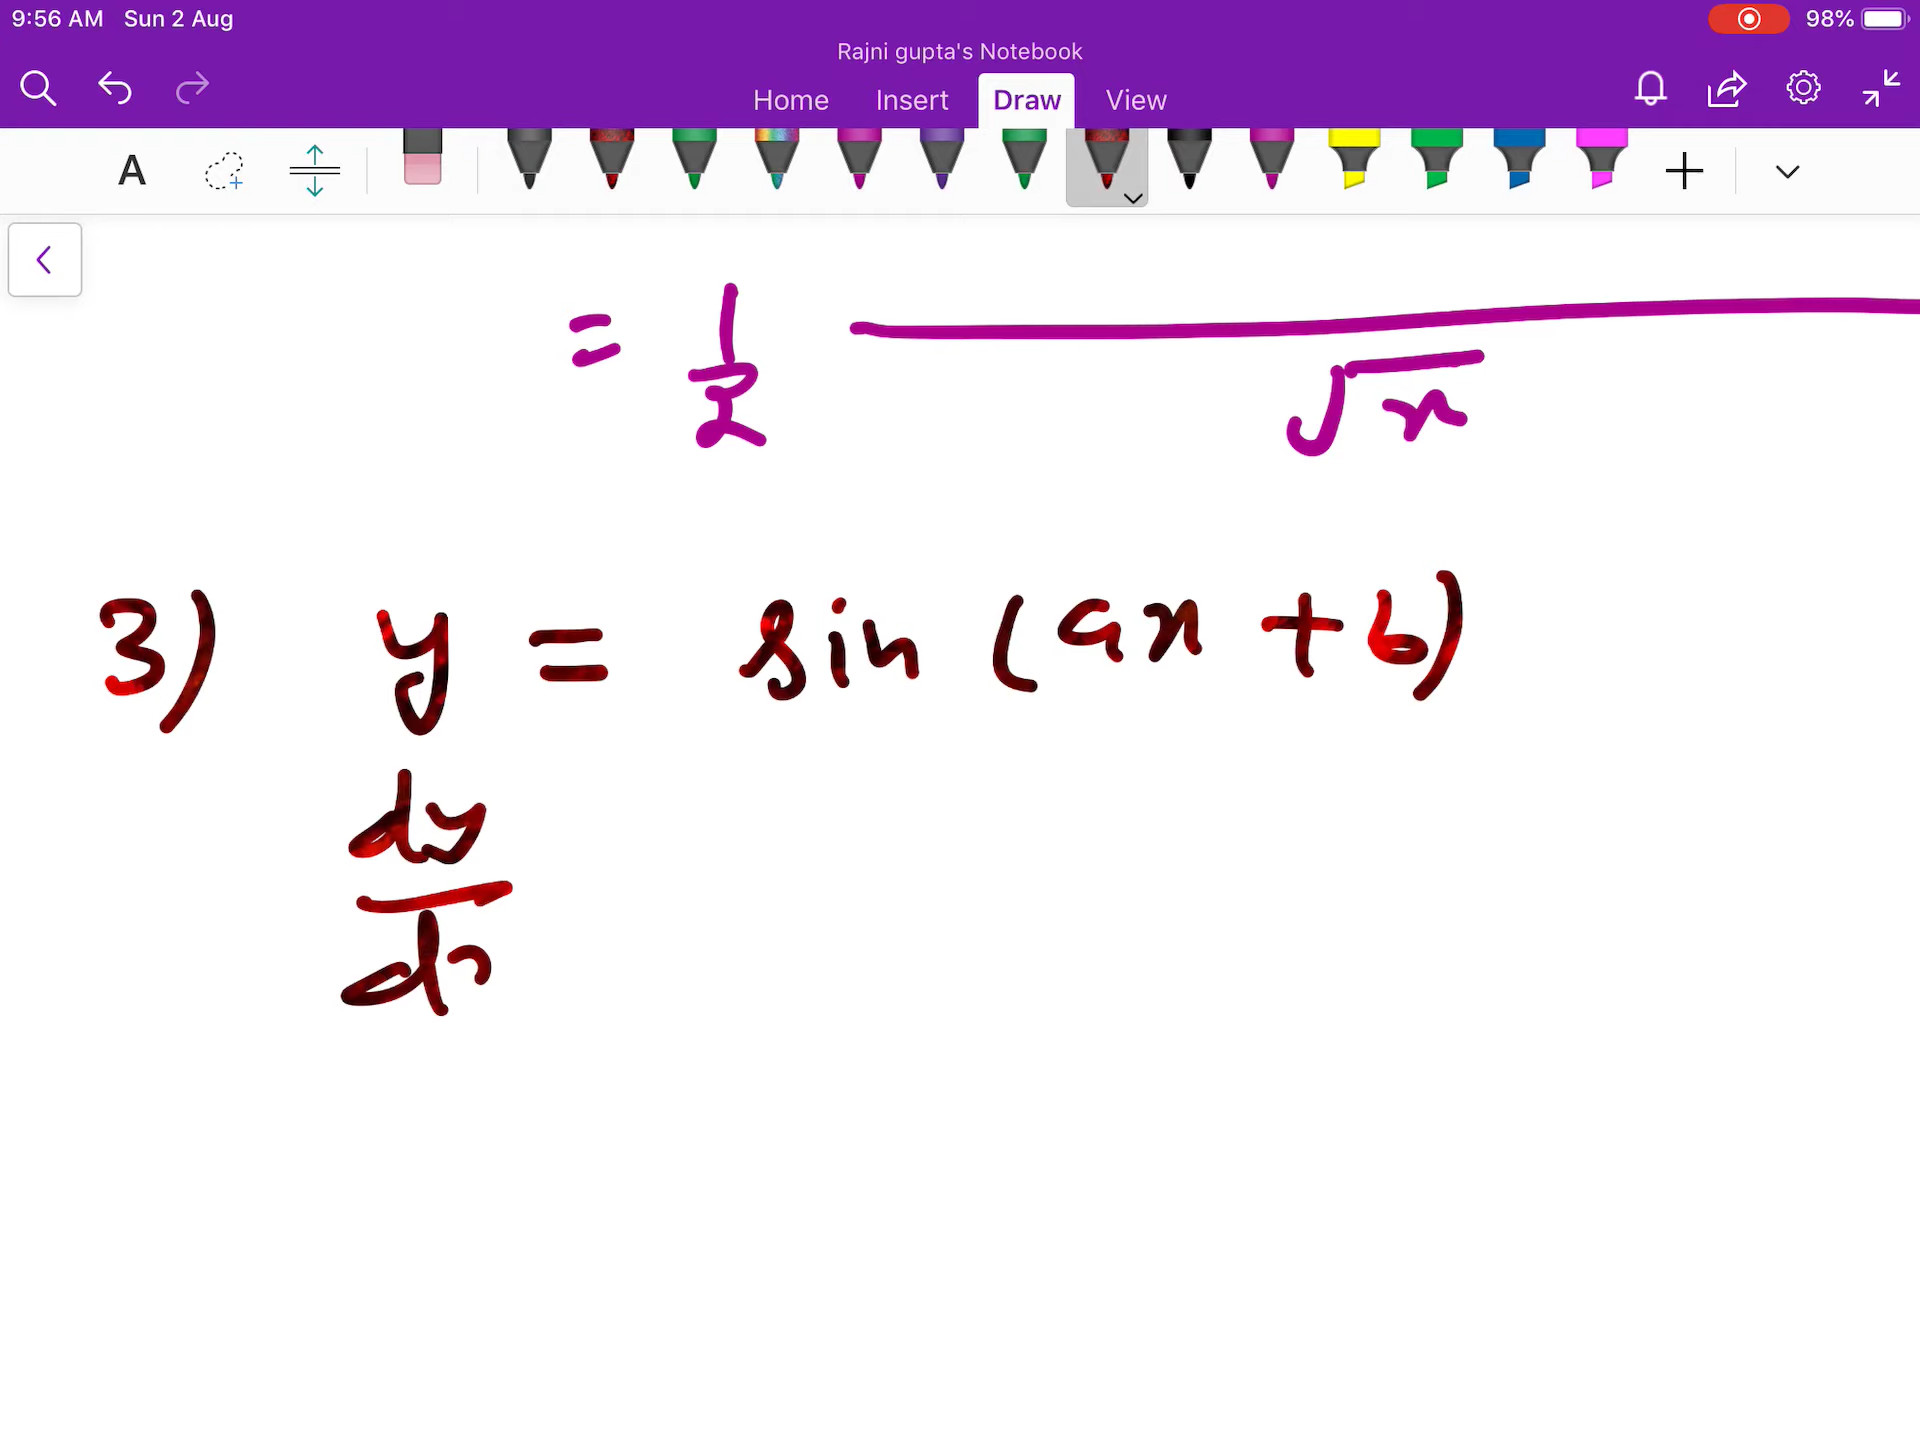 9:56 AM Sun 2 Aug 98%
Rajni gupta's Notebook
Home Insert Draw View
A
= 1/2 √x
3) y = sin (ax + b)
dy
d